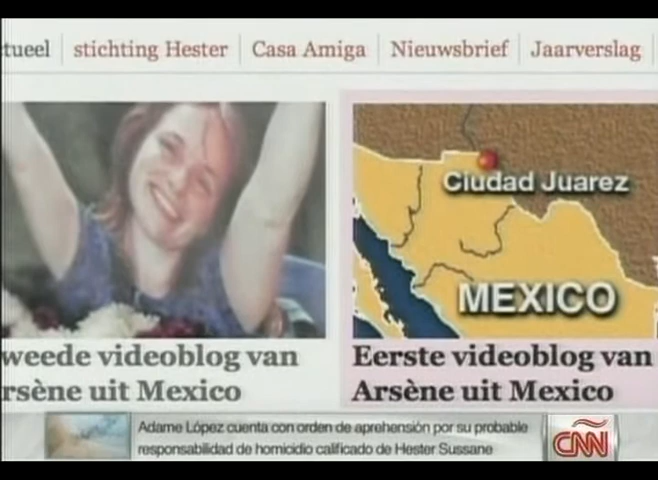 tueel stichting Hester Casa Amiga Nieuwsbrief Jaarverslag
Ciudad Juarez
MEXICO
weede videoblog van
rsène uit Mexico
Eerste videoblog van
Arsène uit Mexico
Adame López cuenta con orden de aprehensión por su probable
responsabilidad de homicidio calificado de Hester Sussane
CNN